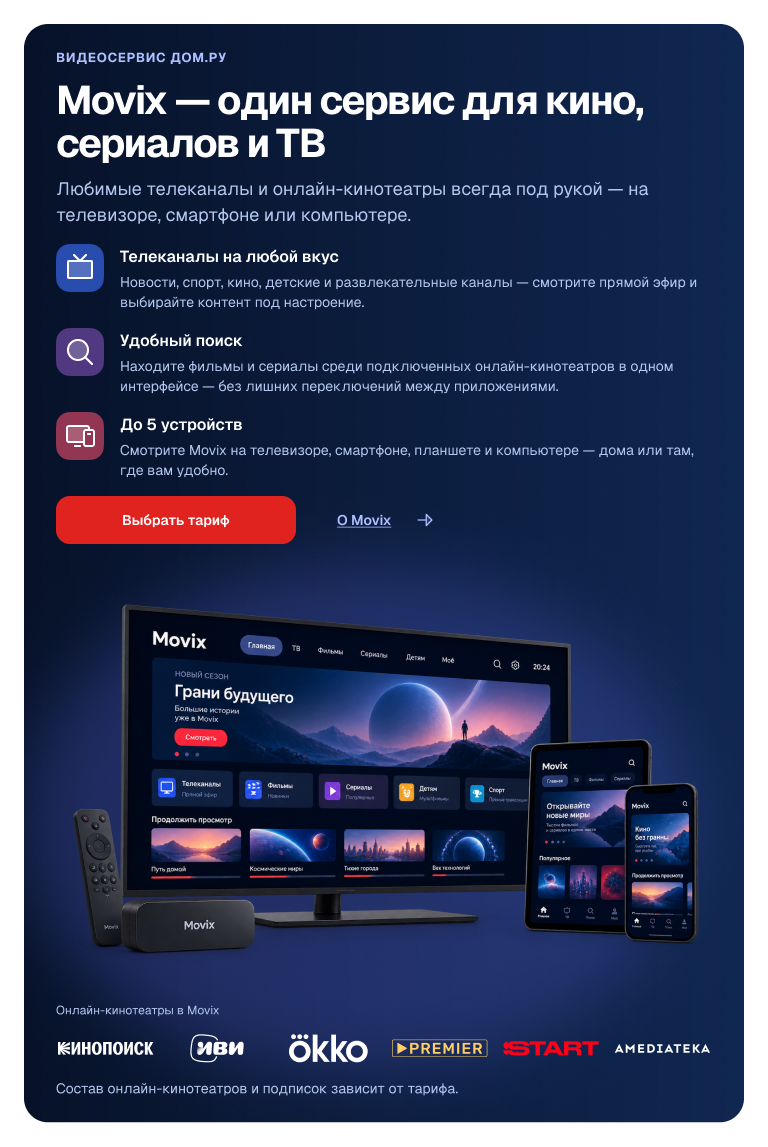 ВИДЕОСЕРВИС ДОМ.РУ
Movix — один сервис для кино,
сериалов и ТВ
Любимые телеканалы и онлайн-кинотеатры всегда под рукой — на
телевизоре, смартфоне или компьютере.
Телеканалы на любой вкус
Новости, спорт, кино, детские и развлекательные каналы — смотрите прямой эфир и
выбирайте контент под настроение.
Удобный поиск
Находите фильмы и сериалы среди подключенных онлайн-кинотеатров в одном
интерфейсе — без лишних переключений между приложениями.
До 5 устройств
Смотрите Movix на телевизоре, смартфоне, планшете и компьютере — дома или там,
где вам удобно.
Выбрать тариф
О Movix
Movix
Главная ТВ Фильмы Сериалы Детям Моё 20:24
НОВЫЙ СЕЗОН
Грани будущего
Большие истории
уже в Movix
Смотреть
Телеканалы
Прямой эфир
Фильмы
Новинки
Сериалы
Популярное
Детям
Мультфильмы
Спорт
Продолжить просмотр
Путь домой
Космические миры
Тихие города
Век технологий
Movix
Главная ТВ Фильмы Сериалы
Открывайте
новые миры
Популярное
Главная
Movix
Кино
без границ
Продолжить просмотр
Movix
Movix
Онлайн-кинотеатры в Movix
КИНОПОИСК
иви
ökko
PREMIER
START
AMEDIATEKA
Состав онлайн-кинотеатров и подписок зависит от тарифа.